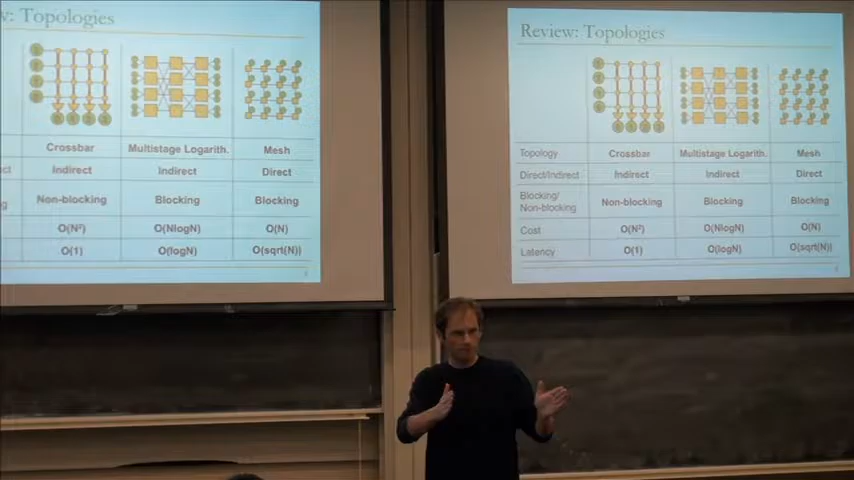 v: Topologies
Crossbar Multistage Logarith. Mesh
ct Indirect Indirect Direct
g Non-blocking Blocking Blocking
O(N²) O(NlogN) O(N)
O(1) O(logN) O(sqrt(N))
Review: Topologies
Topology Crossbar Multistage Logarith. Mesh
Direct/Indirect Indirect Indirect Direct
Blocking/
Non-blocking Non-blocking Blocking Blocking
Cost O(N²) O(NlogN) O(N)
Latency O(1) O(logN) O(sqrt(N))